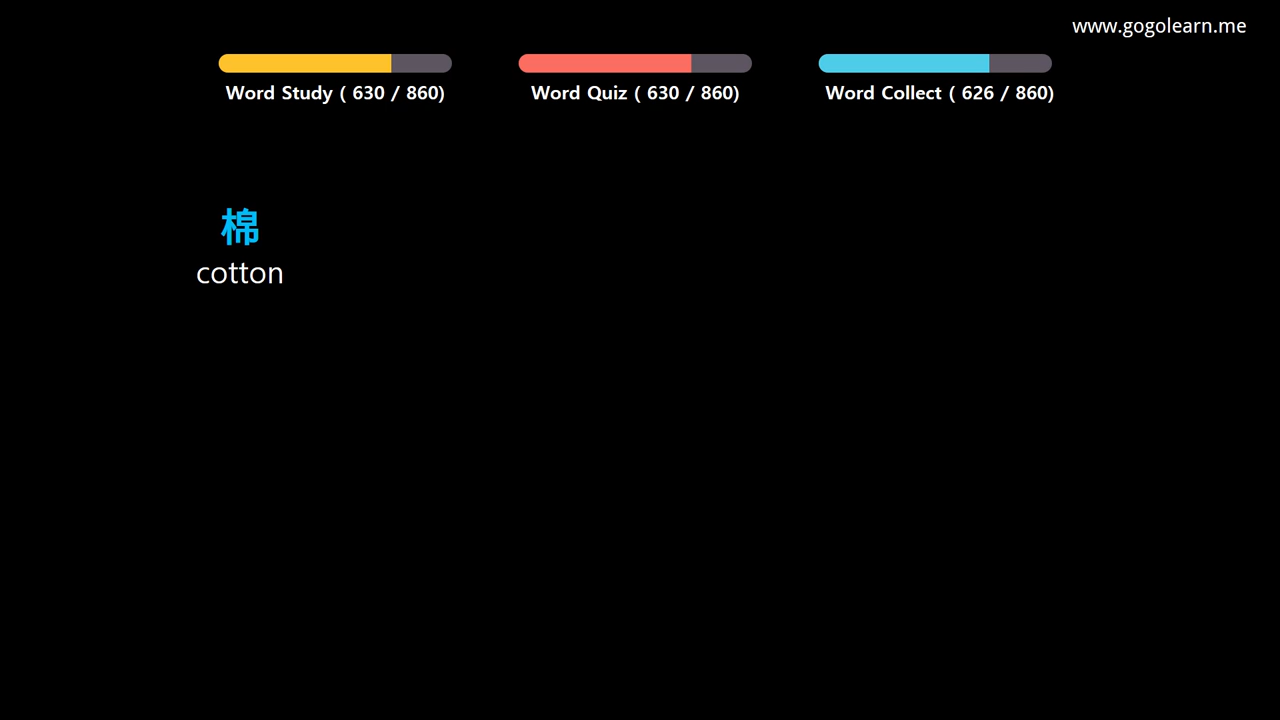 www.gogolearn.me
Word Study ( 630 / 860)
Word Quiz ( 630 / 860)
Word Collect ( 626 / 860)
棉
cotton